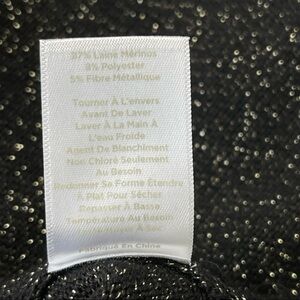 87% Laine Mérinos
8% Polyester
5% Fibre Métallique
Tourner À L'envers
Avant De Laver
Laver À La Main À
L'eau Froide
Agent De Blanchiment
Non Chloré Seulement
Au Besoin
Redonner Sa Forme Étendre
À Plat Pour Sécher
Repasser À Basse
Température Au Besoin
Nettoyer À Sec
Fabriqué En Chine